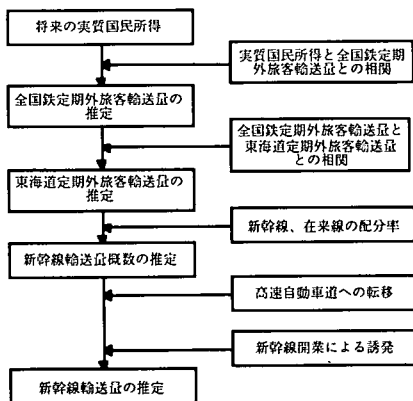 将来の実質国民所得
実質国民所得と全国鉄定期
外旅客輸送量との相関
全国鉄定期外旅客輸送量の
推定
全国鉄定期外旅客輸送量と
東海道定期外旅客輸送量
との相関
東海道定期外旅客輸送量の
推定
新幹線、在来線の配分率
新幹線輸送量概数の推定
高速自動車道への転移
新幹線開業による誘発
新幹線輸送量の推定